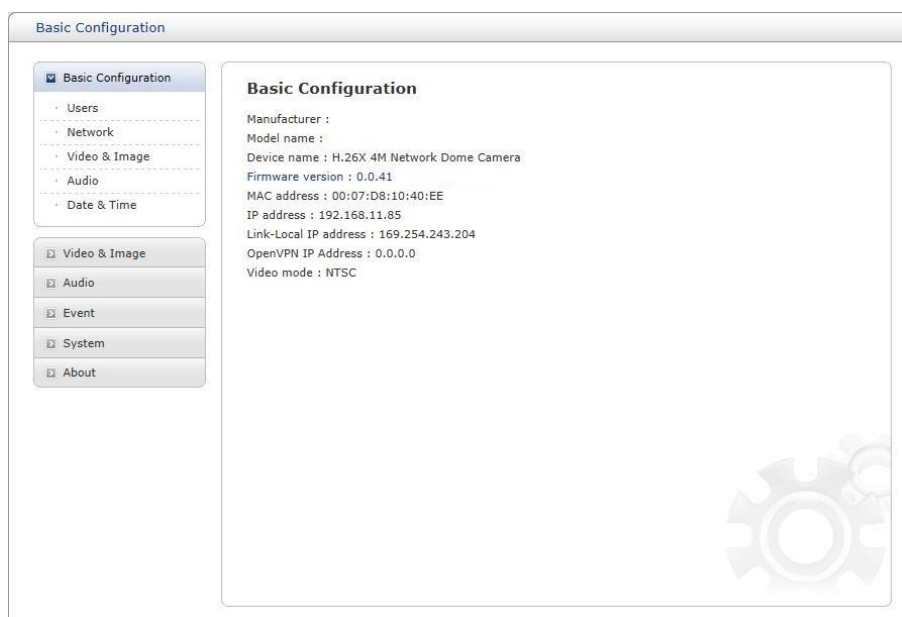 Basic Configuration
Basic Configuration
Users
Network
Video & Image
Audio
Date & Time
Video & Image
Audio
Event
System
About
Basic Configuration
Manufacturer :
Model name :
Device name : H.26X 4M Network Dome Camera
Firmware version : 0.0.41
MAC address : 00:07:D8:10:40:EE
IP address : 192.168.11.85
Link-Local IP address : 169.254.243.204
OpenVPN IP Address : 0.0.0.0
Video mode : NTSC